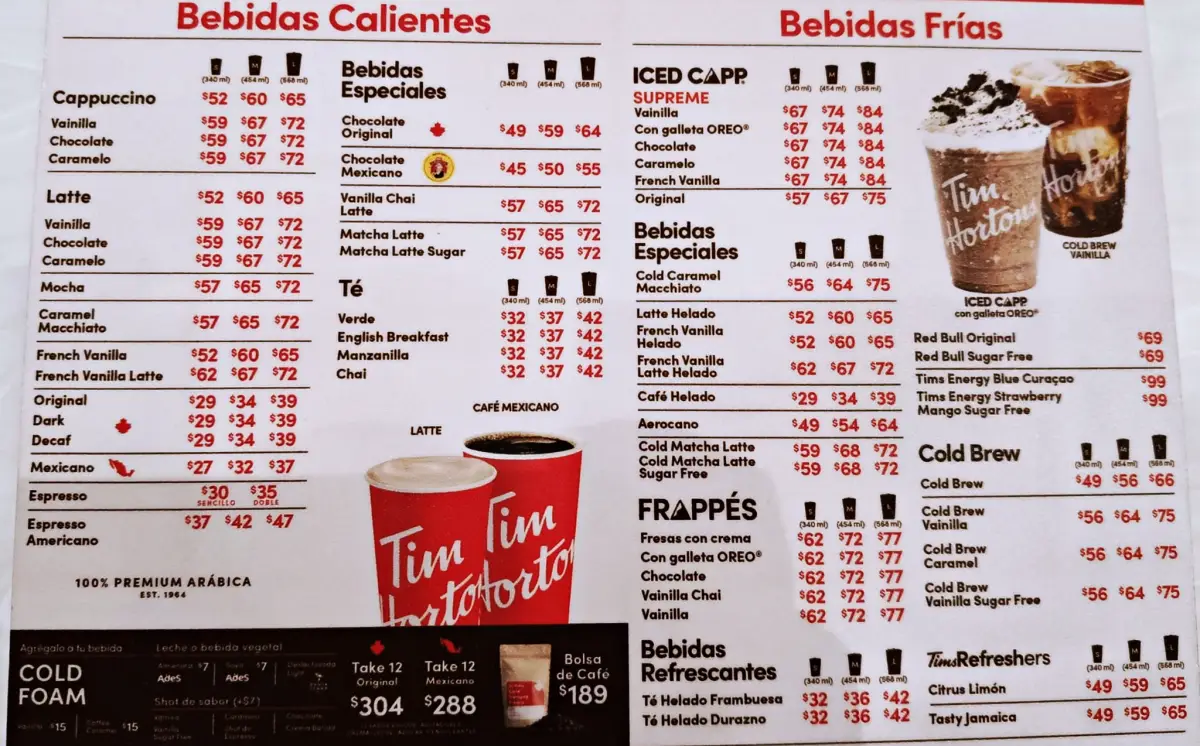 Bebidas Calientes
S M L
(340 ml) (454 ml) (568 ml)
Cappuccino $52 $60 $65
Vainilla $59 $67 $72
Chocolate $59 $67 $72
Caramelo $59 $67 $72
Latte $52 $60 $65
Vainilla $59 $67 $72
Chocolate $59 $67 $72
Caramelo $59 $67 $72
Mocha $57 $65 $72
Caramel
Macchiato $57 $65 $72
French Vanilla $52 $60 $65
French Vanilla Latte $62 $67 $72
Original $29 $34 $39
Dark $29 $34 $39
Decaf $29 $34 $39
Mexicano $27 $32 $37
Espresso $30 $35
SENCILLO DOBLE
Espresso
Americano $37 $42 $47
100% PREMIUM ARÁBICA
EST. 1964
Bebidas
Especiales
S M L
(340 ml) (454 ml) (568 ml)
Chocolate
Original $49 $59 $64
Chocolate
Mexicano $45 $50 $55
Vanilla Chai
Latte $57 $65 $72
Matcha Latte $57 $65 $72
Matcha Latte Sugar $57 $65 $72
Té
S M L
(340 ml) (454 ml) (568 ml)
Verde $32 $37 $42
English Breakfast $32 $37 $42
Manzanilla $32 $37 $42
Chai $32 $37 $42
CAFÉ MEXICANO
LATTE
Tim
Horto
Tim
Horto
Agrégalo a tu bebida
COLD
FOAM
$15
$15
Leche o bebida vegetal
Almendra $7
AdeS
Soya $7
AdeS
Deslactosada
Light
Shot de sabor (+$7)
Vainilla
Sugar Free
Shot de
Espresso
Chocolate
Take 12
Original
$304
Take 12
Mexicano
$288
Bolsa
de Café
$189
Bebidas Frías
ICED CAPP
S M L
(340 ml) (454 ml) (568 ml)
SUPREME
Vainilla $67 $74 $84
Con galleta OREO® $67 $74 $84
Chocolate $67 $74 $84
Caramelo $67 $74 $84
French Vanilla $67 $74 $84
Original $57 $67 $75
Bebidas
Especiales
S M L
(340 ml) (454 ml) (568 ml)
Cold Caramel
Macchiato $56 $64 $75
Latte Helado $52 $60 $65
French Vanilla
Helado $52 $60 $65
French Vanilla
Latte Helado $62 $67 $72
Café Helado $29 $34 $39
Aerocano $49 $54 $64
Cold Matcha Latte $59 $68 $72
Cold Matcha Latte
Sugar Free $59 $68 $72
FRAPPÉS
S M L
(340 ml) (454 ml) (568 ml)
Fresas con crema $62 $72 $77
Con galleta OREO® $62 $72 $77
Chocolate $62 $72 $77
Vanilla Chai $62 $72 $77
Vainilla $62 $72 $77
Bebidas
Refrescantes
S M L
(340 ml) (454 ml) (568 ml)
Té Helado Frambuesa $32 $36 $42
Té Helado Durazno $32 $36 $42
Tim
Hortons
Hortons
COLD BREW
VAINILLA
ICED CAPP
con galleta OREO®
Red Bull Original $69
Red Bull Sugar Free $69
Tims Energy Blue Curaçao $99
Tims Energy Strawberry
Mango Sugar Free $99
Cold Brew
S M L
(340 ml) (454 ml) (568 ml)
Cold Brew $49 $56 $66
Cold Brew
Vainilla $56 $64 $75
Cold Brew
Caramel $56 $64 $75
Cold Brew
Vainilla Sugar Free $56 $64 $75
TimsRefreshers
S M L
(340 ml) (454 ml) (568 ml)
Citrus Limón $49 $59 $65
Tasty Jamaica $49 $59 $65